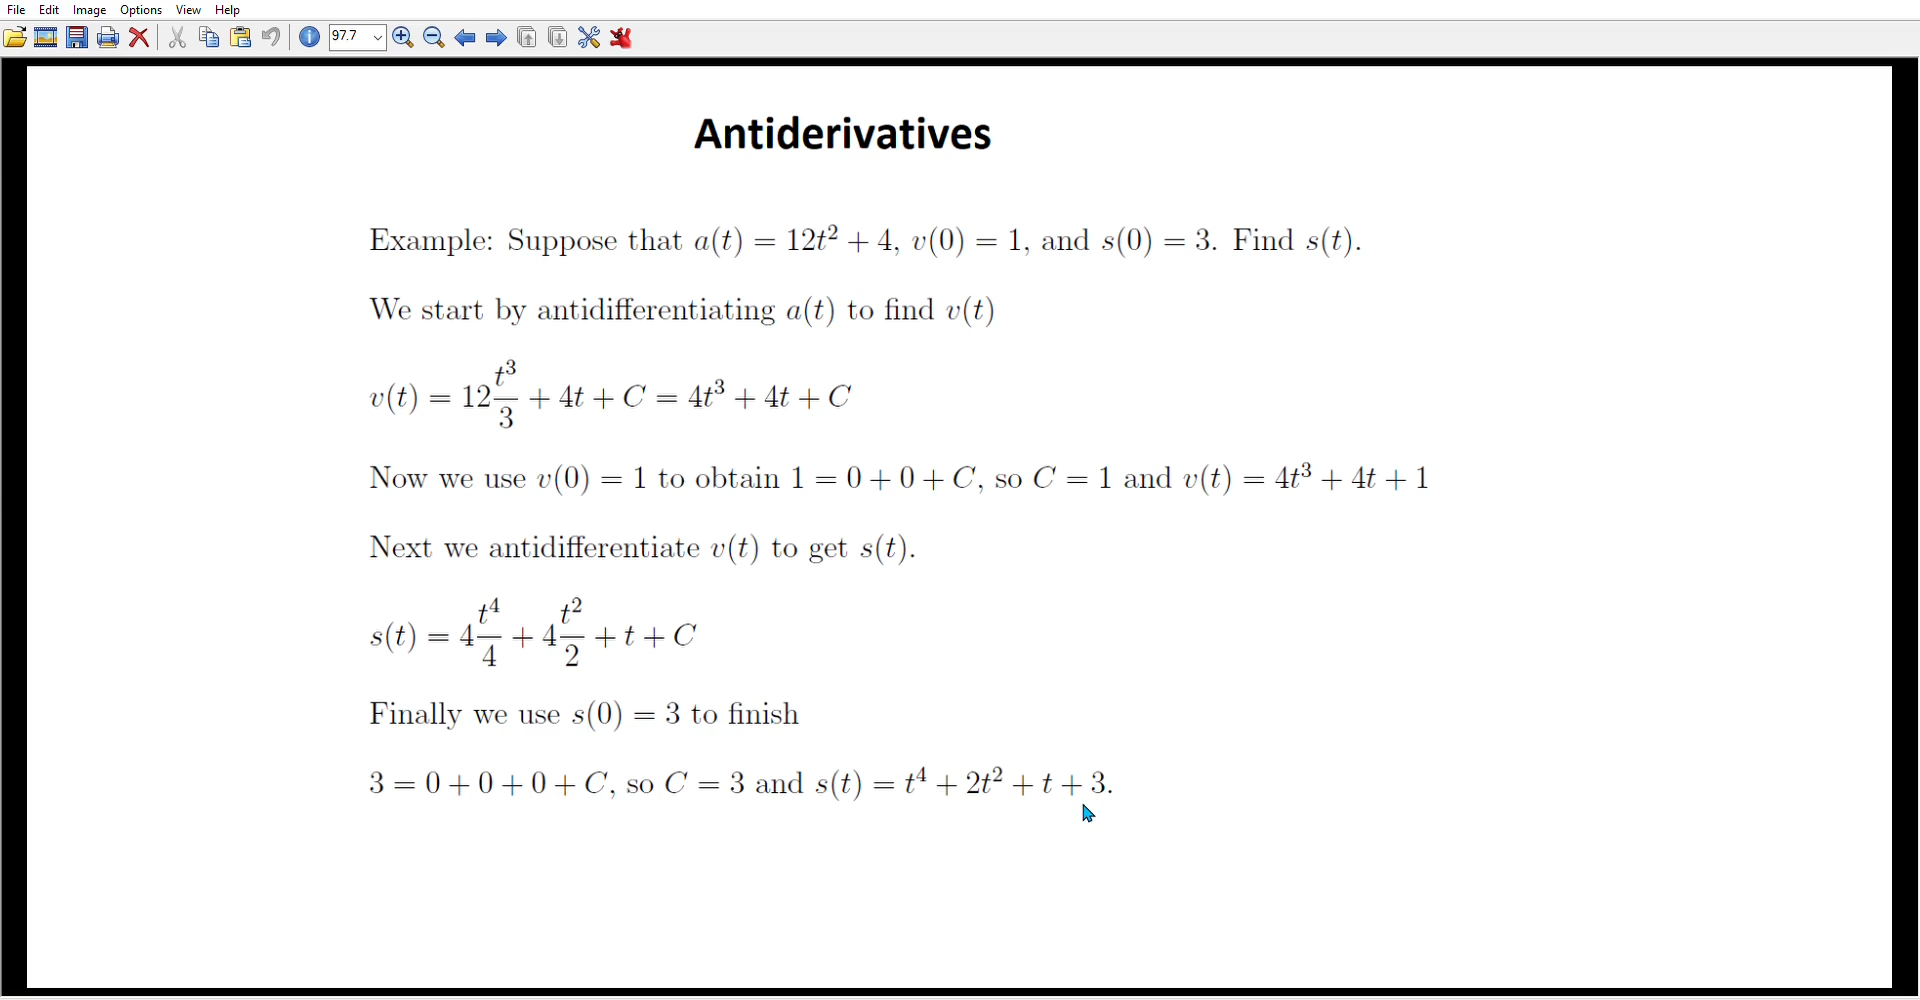 File Edit Image Options View Help
97.7
Antiderivatives
Example: Suppose that a(t) = 12t² + 4, v(0) = 1, and s(0) = 3. Find s(t).
We start by antidifferentiating a(t) to find v(t)
v(t) = 12 t³/3 + 4t + C = 4t³ + 4t + C
Now we use v(0) = 1 to obtain 1 = 0 + 0 + C, so C = 1 and v(t) = 4t³ + 4t + 1
Next we antidifferentiate v(t) to get s(t).
s(t) = 4 t⁴/4 + 4 t²/2 + t + C
Finally we use s(0) = 3 to finish
3 = 0 + 0 + 0 + C, so C = 3 and s(t) = t⁴ + 2t² + t + 3.